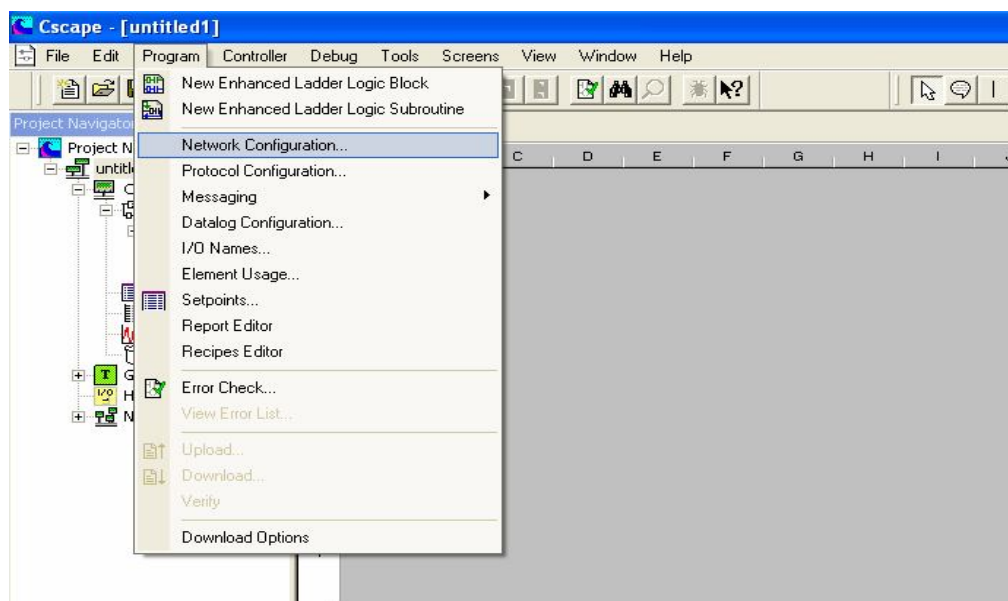 Cscape - [untitled1]
File Edit Program Controller Debug Tools Screens View Window Help
New Enhanced Ladder Logic Block
New Enhanced Ladder Logic Subroutine
Project Navigato
Project N
Network Configuration...
C D E F G H I
untitl
Protocol Configuration...
Messaging
Datalog Configuration...
I/O Names...
Element Usage...
Setpoints...
Report Editor
Recipes Editor
T G
Error Check...
I/O H
View Error List...
N
Upload...
Download...
Verify
Download Options